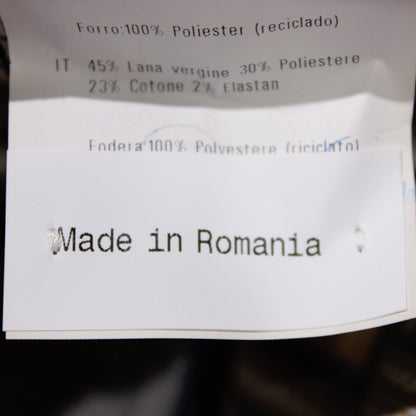 Forro:100% Poliester (reciclado)
IT 45% Lana vergine 30% Poliestere
23% Cotone 2% Elastan
Fodera 100% Polyestere (riciclato)
Made in Romania